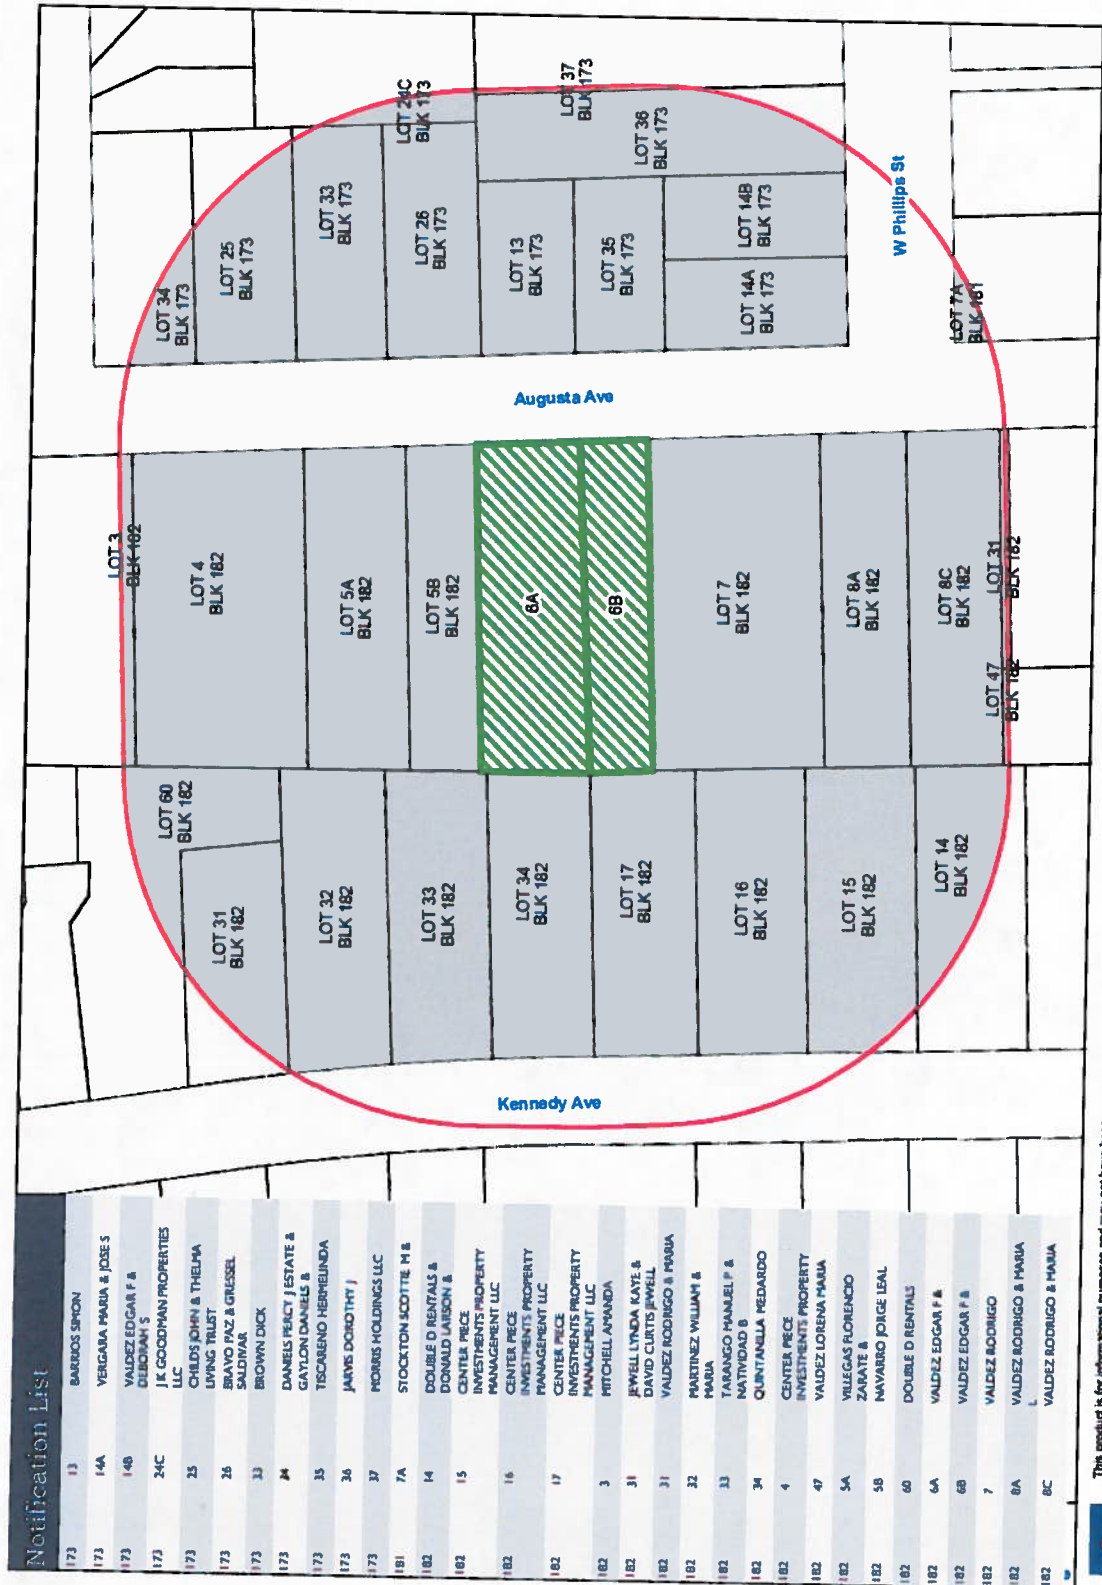 Notification List
173 13 BARRIOS SIMON
173 14A VERGARA MARIA & JOSE S
173 14B VALDEZ EDGAR F &
DEBORAH S
173 24C J K GOODMAN PROPERTIES
LLC
173 25 CHILDS JOHN & THELMA
LIVING TRUST
173 26 BRAVO PAZ & GRESSEL
SALDIVAR
173 33 BROWN DICK
173 34 DANIELS PERCY J ESTATE &
GAYLON DANIELS &
173 35 TISCARENO HERMELINDA
173 36 JARVIS DOROTHY J
173 37 MORRIS HOLDINGS LLC
181 7A STOCKTON SCOTTIE M &
182 14 DOUBLE D RENTALS &
DONALD LARISON &
182 15 CENTER PIECE
INVESTMENTS PROPERTY
MANAGEMENT LLC
182 16 CENTER PIECE
INVESTMENTS PROPERTY
MANAGEMENT LLC
182 17 CENTER PIECE
INVESTMENTS PROPERTY
MANAGEMENT LLC
182 3 MITCHELL AMANDA
182 31 JEWELL LYNDA KAYE &
DAVID CURTIS JEWELL
182 31 VALDEZ RODRIGO & MARIA
182 32 MARTINEZ WILLIAM &
MARIA
182 33 TARANGO MANUEL P &
NATIVIDAD B
182 34 QUINTANILLA MEDARDO
182 4 CENTER PIECE
INVESTMENTS PROPERTY
182 47 VALDEZ LORENA MARIA
182 5A VILLEGAS FLORENCIO
ZARATE &
182 5B NAVARRO JORGE LEAL
182 60 DOUBLE D RENTALS
182 6A VALDEZ EDGAR F &
182 6B VALDEZ EDGAR F &
182 7 VALDEZ RODRIGO
182 8A VALDEZ RODRIGO & MARIA
L
182 8C VALDEZ RODRIGO & MARIA
Kennedy Ave
LOT 31
BLK 182
LOT 60
BLK 182
LOT 32
BLK 182
LOT 33
BLK 182
LOT 34
BLK 182
LOT 17
BLK 182
LOT 16
BLK 182
LOT 15
BLK 182
LOT 14
BLK 182
LOT 3
BLK 182
LOT 4
BLK 182
LOT 5A
BLK 182
LOT 5B
BLK 182
6A
6B
LOT 7
BLK 182
LOT 8A
BLK 182
LOT 8C
BLK 182
LOT 47
BLK 182
LOT 31
BLK 182
Augusta Ave
LOT 34
BLK 173
LOT 25
BLK 173
LOT 33
BLK 173
LOT 26
BLK 173
LOT 24C
BLK 173
LOT 13
BLK 173
LOT 35
BLK 173
LOT 14A
BLK 173
LOT 14B
BLK 173
LOT 36
BLK 173
LOT 37
BLK 173
LOT 7A
BLK 181
W Phillips St
This product is for informational purposes and may not have been